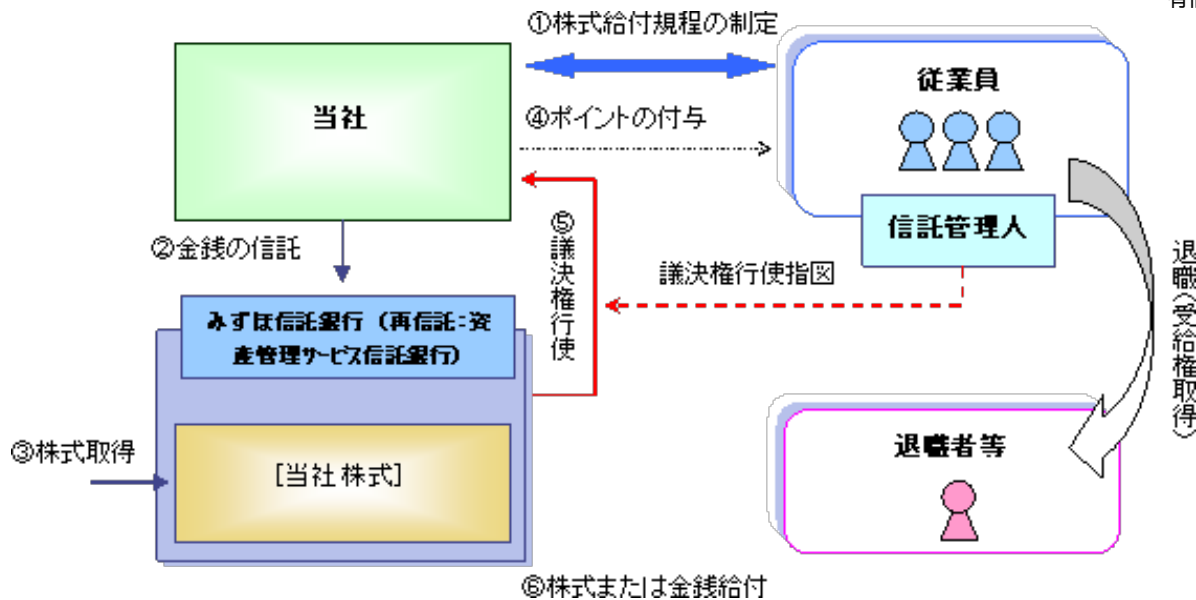 ①株式給付規程の制定
当社
従業員
④ポイントの付与
信託管理人
②金銭の信託
⑤議決権行使
議決権行使指図
退職(受給権取得)
みずほ信託銀行（再信託：資
産管理サービス信託銀行）
③株式取得
[当社株式]
退職者等
⑥株式または金銭給付